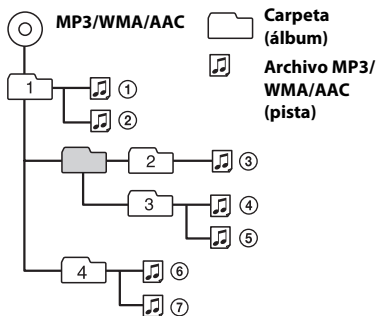 MP3/WMA/AAC
Carpeta
(álbum)
Archivo MP3/
WMA/AAC
(pista)
1
①
②
2
③
3
④
⑤
4
⑥
⑦